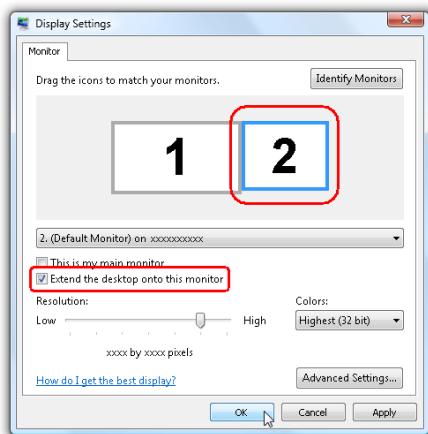 Display Settings
Monitor
Drag the icons to match your monitors.
Identify Monitors
1
2
2. (Default Monitor) on xxxxxxxxxx
This is my main monitor
Extend the desktop onto this monitor
Resolution:
Colors:
Low
High
Highest (32 bit)
xxxx by xxxx pixels
How do I get the best display?
Advanced Settings...
OK
Cancel
Apply